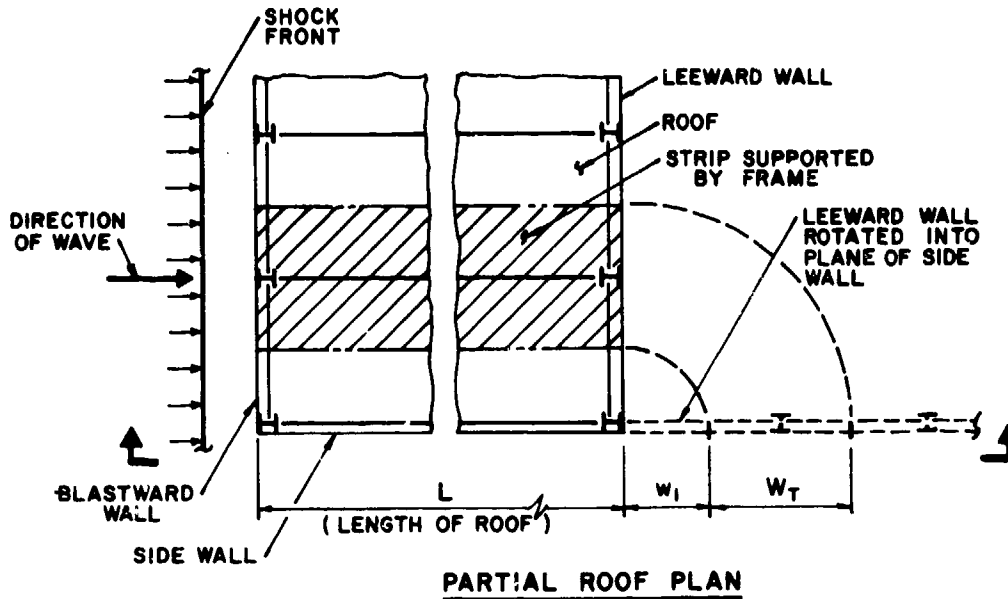 SHOCK
FRONT
LEEWARD WALL
ROOF
STRIP SUPPORTED
BY FRAME
DIRECTION
OF WAVE
LEEWARD WALL
ROTATED INTO
PLANE OF SIDE
WALL
BLASTWARD
WALL
L
(LENGTH OF ROOF)
W₁
W_T
SIDE WALL
PARTIAL ROOF PLAN